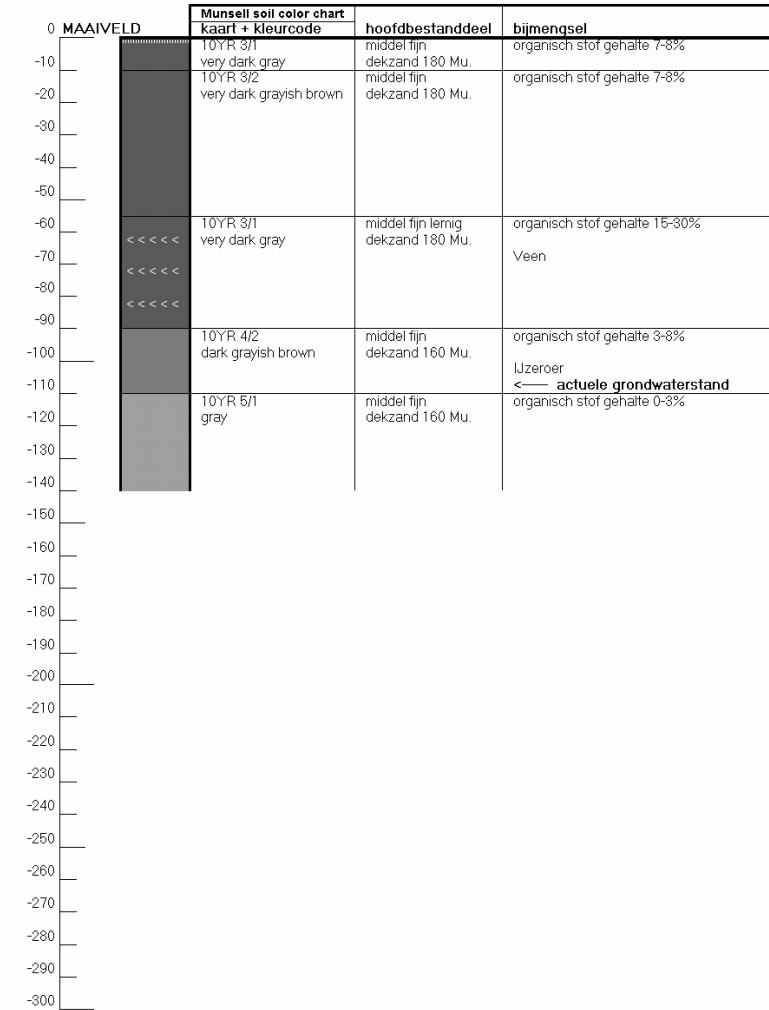 Munsell soil color chart
0 MAAIVELD kaart + kleurcode hoofdbestanddeel bijmengsel
10YR 3/1 middel fijn organisch stof gehalte 7-8%
-10 very dark gray dekzand 180 Mu.
10YR 3/2 middel fijn organisch stof gehalte 7-8%
-20 very dark grayish brown dekzand 180 Mu.
-30
-40
-50
-60 10YR 3/1 middel fijn lemig organisch stof gehalte 15-30%
< < < < < very dark gray dekzand 180 Mu.
-70 Veen
< < < < <
-80
< < < < <
-90
10YR 4/2 middel fijn organisch stof gehalte 3-8%
-100 dark grayish brown dekzand 160 Mu.
IJzeroer
-110 <—— actuele grondwaterstand
10YR 5/1 middel fijn organisch stof gehalte 0-3%
-120 gray dekzand 160 Mu.
-130
-140
-150
-160
-170
-180
-190
-200
-210
-220
-230
-240
-250
-260
-270
-280
-290
-300